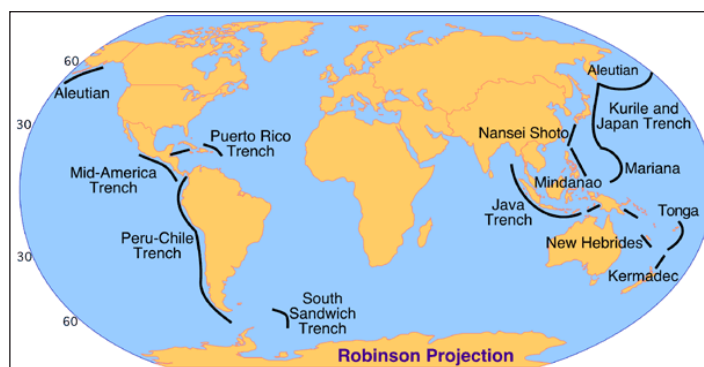 60
Aleutian
Aleutian
Kurile and
Japan Trench
30
Puerto Rico
Trench
Nansei Shoto
Mid-America
Trench
Mindanao
Mariana
Java
Trench
Tonga
Peru-Chile
Trench
New Hebrides
30
Kermadec
South
Sandwich
Trench
60
Robinson Projection